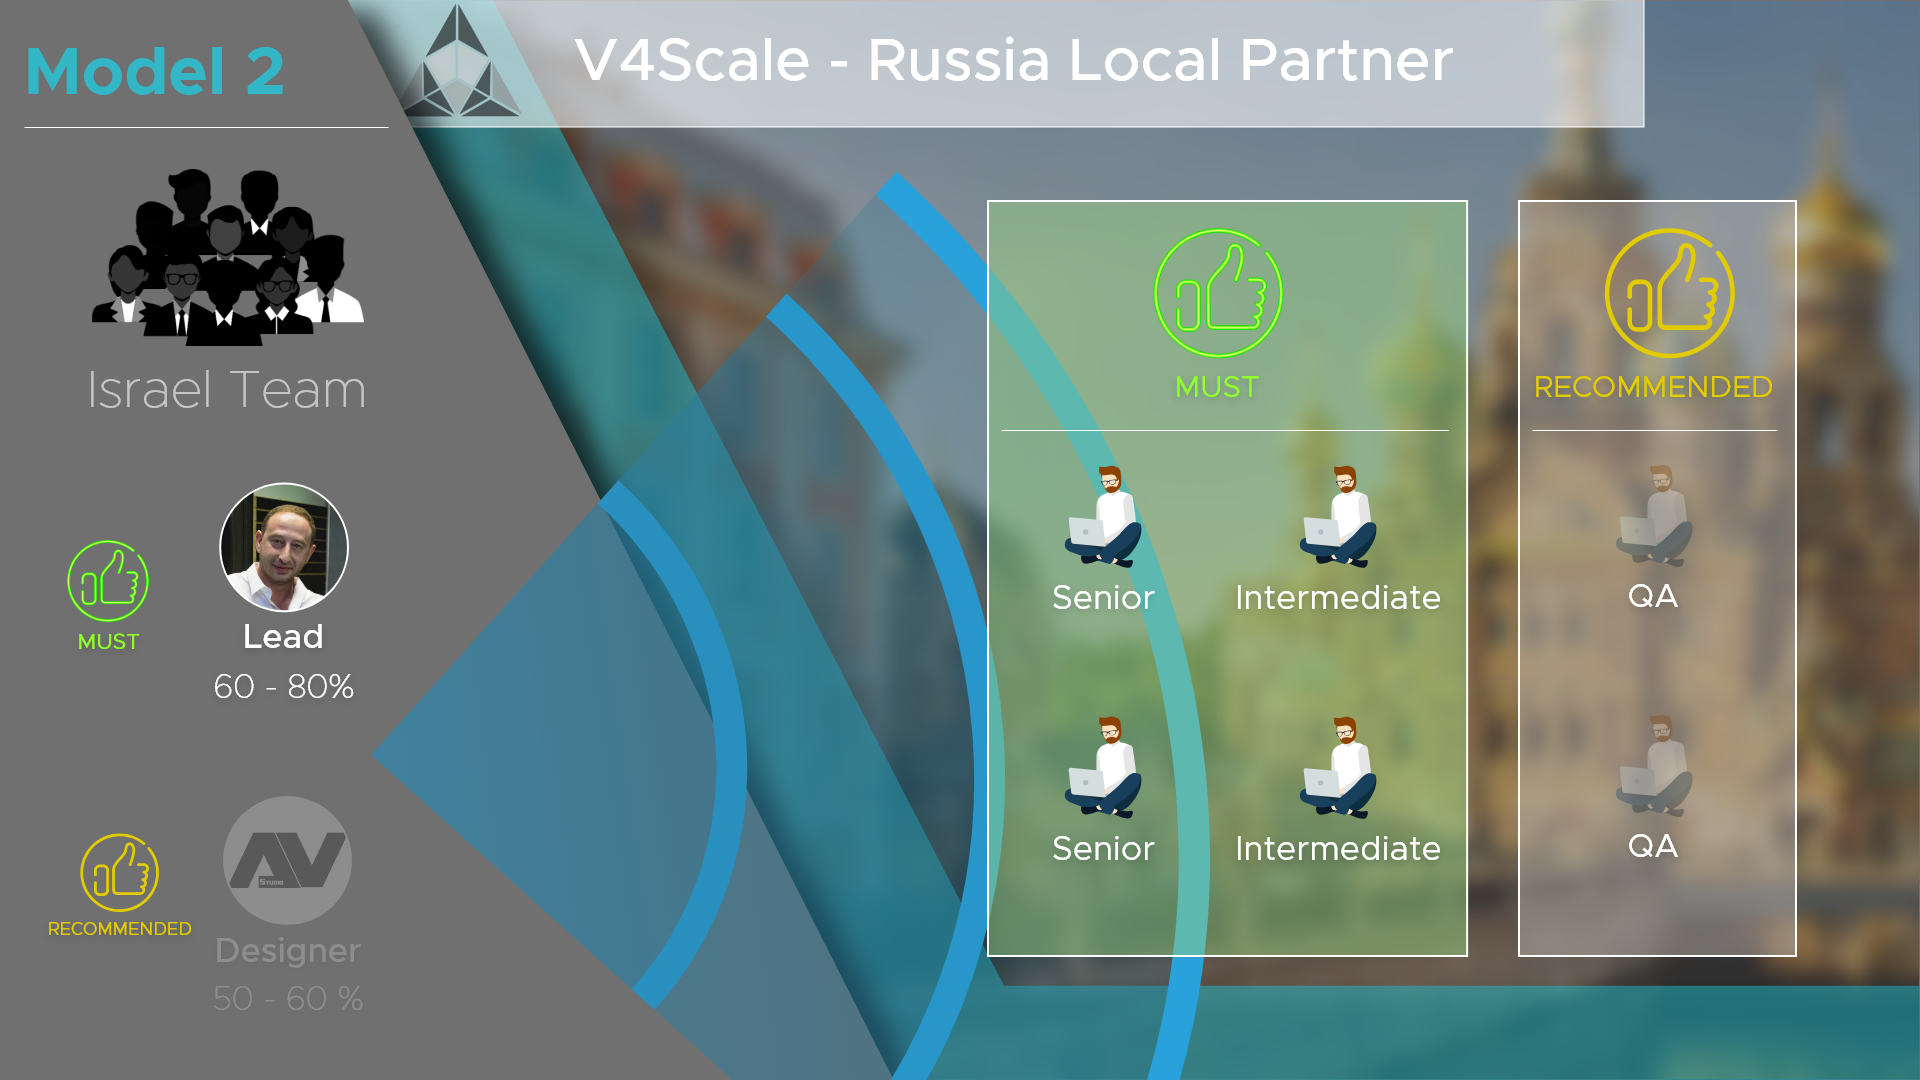 Model 2
V4Scale - Russia Local Partner
Israel Team
MUST
Lead
60 - 80%
RECOMMENDED
AV
STUDIO
Designer
50 - 60 %
MUST
Senior
Intermediate
Senior
Intermediate
RECOMMENDED
QA
QA